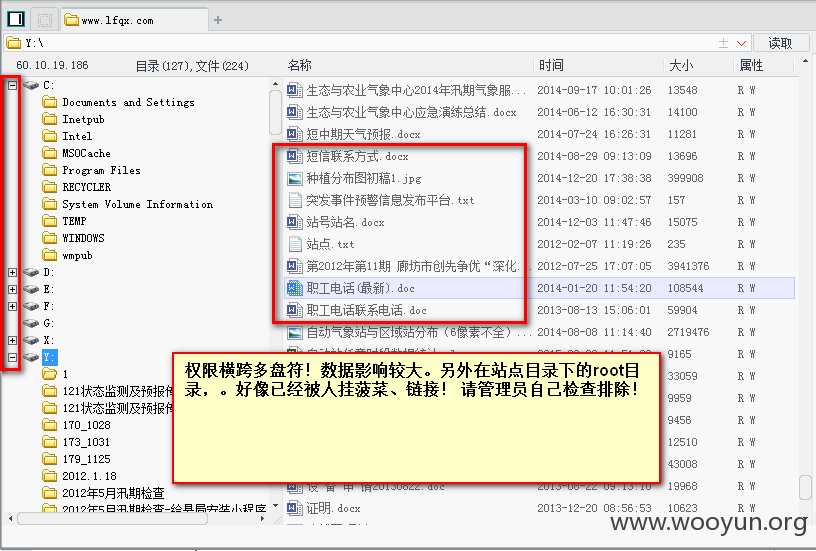 www.lfqx.com
Y:\
读取
60.10.19.186 目录(127),文件(224) 名称 时间 大小 属性
C:
Documents and Settings
Inetpub
Intel
MSOCache
Program Files
RECYCLER
System Volume Information
TEMP
WINDOWS
wmpub
D:
E:
F:
G:
X:
Y:
1
121状态监测及预报传
121状态监测及预报传
170_1028
173_1031
179_1125
2012.1.18
2012年5月汛期检查
2012年5月汛期检查-给县局安装小程序
生态与农业气象中心2014年汛期气象服... 2014-09-17 10:01:26 13548 R W
生态与农业气象中心应急演练总结.docx 2014-06-12 16:30:31 14100 R W
短中期天气预报.docx 2014-07-24 16:26:31 11281 R W
短信联系方式.docx 2014-08-29 09:13:09 13696 R W
种植分布图初稿1.jpg 2014-12-20 17:38:38 399908 R W
突发事件预警信息发布平台.txt 2014-03-10 09:02:57 157 R W
站号站名.docx 2014-12-03 11:47:46 15075 R W
站点.txt 2012-02-07 11:19:26 235 R W
第2012年第11期 廊坊市创先争优“深化... 2012-07-25 17:07:05 3941376 R W
职工电话(最新).doc 2014-01-20 11:54:20 108544 R W
职工电话联系电话.doc 2013-08-13 15:06:01 59904 R W
自动气象站与区域站分布（6像素不全）... 2014-08-08 11:14:40 2719476 R W
9165 R W
33059 R W
9959 R W
9456 R W
12510 R W
43008 R W
设备申请20130822.doc 2013-08-22 09:13:10 19968 R W
证明.docx 2013-12-20 08:56:53 10623 R W
权限横跨多盘符！数据影响较大。另外在站点目录下的root目
录，。好像已经被人挂菠菜、链接！ 请管理员自己检查排除！
www.wooyun.org